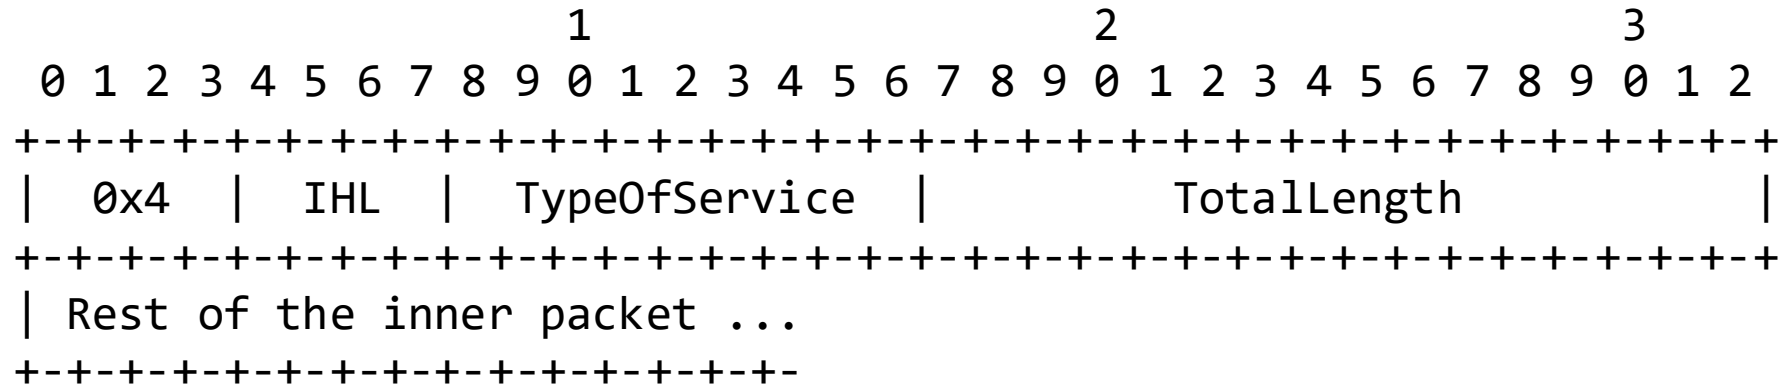 1                   2                   3
 0 1 2 3 4 5 6 7 8 9 0 1 2 3 4 5 6 7 8 9 0 1 2 3 4 5 6 7 8 9 0 1 2
+-+-+-+-+-+-+-+-+-+-+-+-+-+-+-+-+-+-+-+-+-+-+-+-+-+-+-+-+-+-+-+-+-+
|  0x4  |  IHL  |  TypeOfService  |         TotalLength           |
+-+-+-+-+-+-+-+-+-+-+-+-+-+-+-+-+-+-+-+-+-+-+-+-+-+-+-+-+-+-+-+-+-+
| Rest of the inner packet ...
+-+-+-+-+-+-+-+-+-+-+-+-+-+-+-